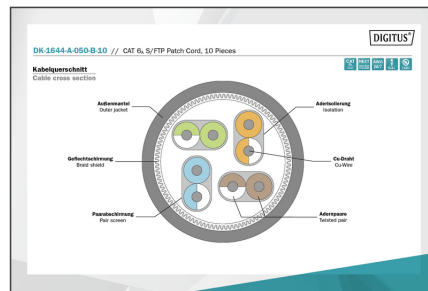 DIGITUS®
DK-1644-A-050-B-10 // CAT 6A S/FTP Patch Cord, 10 Pieces
Kabelquerschnitt
Cable cross section
Außenmantel
Outer jacket
Aderisolierung
Isolation
Geflechtschirmung
Braid shield
Cu-Draht
Cu-Wire
Paarabschirmung
Pair screen
Adernpaare
Twisted pair